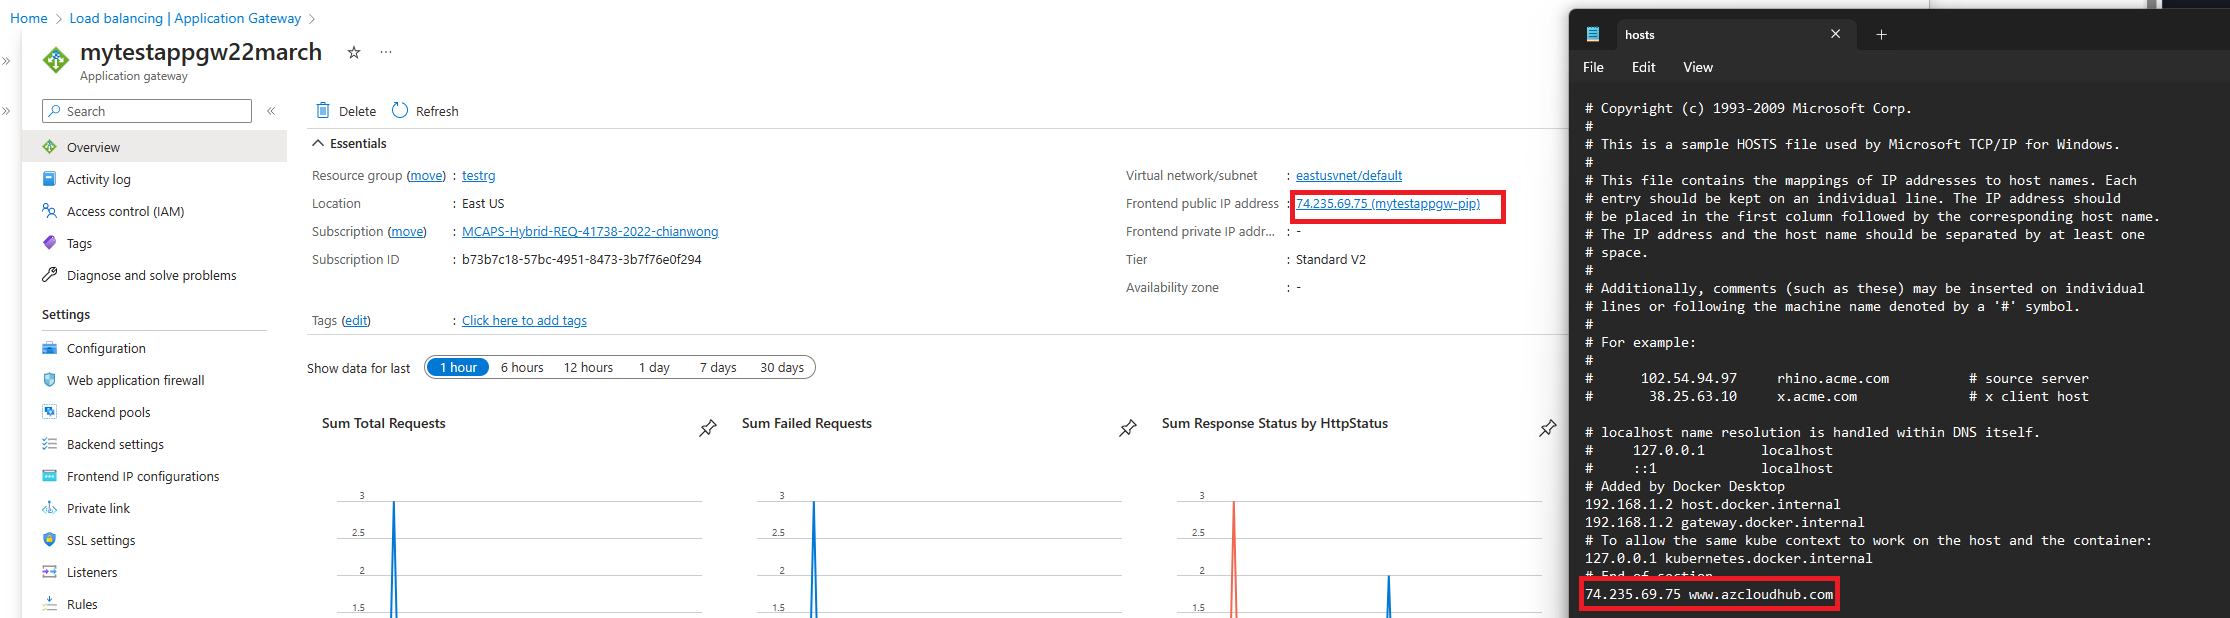 Home > Load balancing | Application Gateway >
mytestappgw22march
Application gateway
Search
Overview
Activity log
Access control (IAM)
Tags
Diagnose and solve problems
Settings
Configuration
Web application firewall
Backend pools
Backend settings
Frontend IP configurations
Private link
SSL settings
Listeners
Rules
Delete Refresh
Essentials
Resource group (move) : testrg
Location : East US
Subscription (move) : MCAPS-Hybrid-REQ-41738-2022-chianwong
Subscription ID : b73b7c18-57bc-4951-8473-3b7f76e0f294
Virtual network/subnet : eastusvnet/default
Frontend public IP address : 74.235.69.75 (mytestappgw-pip)
Frontend private IP addr... : -
Tier : Standard V2
Availability zone : -
Tags (edit) : Click here to add tags
Show data for last 1 hour 6 hours 12 hours 1 day 7 days 30 days
Sum Total Requests
3
2.5
2
1.5
Sum Failed Requests
3
2.5
2
1.5
Sum Response Status by HttpStatus
3
2.5
2
1.5
hosts
File Edit View
# Copyright (c) 1993-2009 Microsoft Corp.
#
# This is a sample HOSTS file used by Microsoft TCP/IP for Windows.
#
# This file contains the mappings of IP addresses to host names. Each
# entry should be kept on an individual line. The IP address should
# be placed in the first column followed by the corresponding host name.
# The IP address and the host name should be separated by at least one
# space.
#
# Additionally, comments (such as these) may be inserted on individual
# lines or following the machine name denoted by a '#' symbol.
#
# For example:
#
# 102.54.94.97 rhino.acme.com # source server
# 38.25.63.10 x.acme.com # x client host
# localhost name resolution is handled within DNS itself.
# 127.0.0.1 localhost
# ::1 localhost
# Added by Docker Desktop
192.168.1.2 host.docker.internal
192.168.1.2 gateway.docker.internal
# To allow the same kube context to work on the host and the container:
127.0.0.1 kubernetes.docker.internal
# End of section
74.235.69.75 www.azcloudhub.com